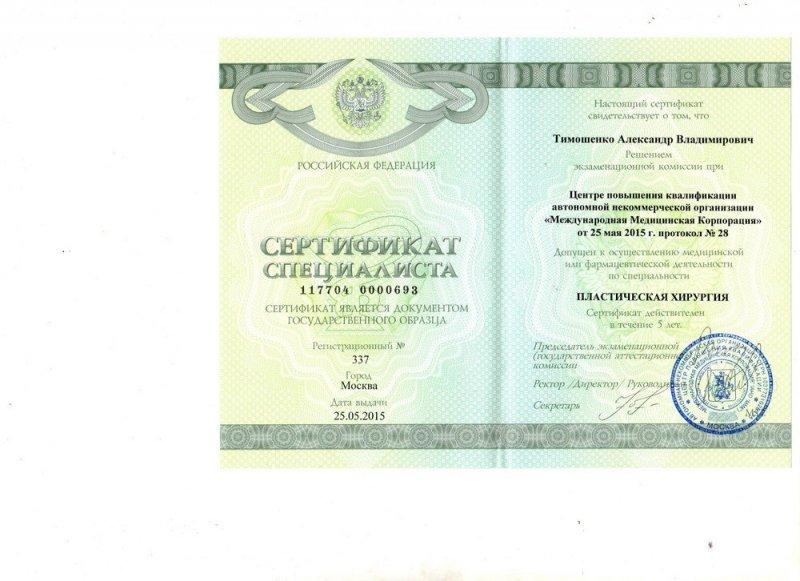 РОССИЙСКАЯ ФЕДЕРАЦИЯ
СЕРТИФИКАТ
СПЕЦИАЛИСТА
117704 0000693
СЕРТИФИКАТ ЯВЛЯЕТСЯ ДОКУМЕНТОМ
ГОСУДАРСТВЕННОГО ОБРАЗЦА
Регистрационный №
337
Город
Москва
Дата выдачи
25.05.2015
Настоящий сертификат
свидетельствует о том, что
Тимошенко Александр Владимирович
Решением
экзаменационной комиссии при
Центре повышения квалификации
автономной некоммерческой организации
«Международная Медицинская Корпорация»
от 25 мая 2015 г. протокол № 28
Допущен к осуществлению медицинской
или фармацевтической деятельности
по специальности
ПЛАСТИЧЕСКАЯ ХИРУРГИЯ
Сертификат действителен
в течение 5 лет.
Председатель экзаменационной
(государственной аттестационной
комиссии
Ректор /Директор/ Руководи
Секретарь
МОСКВА